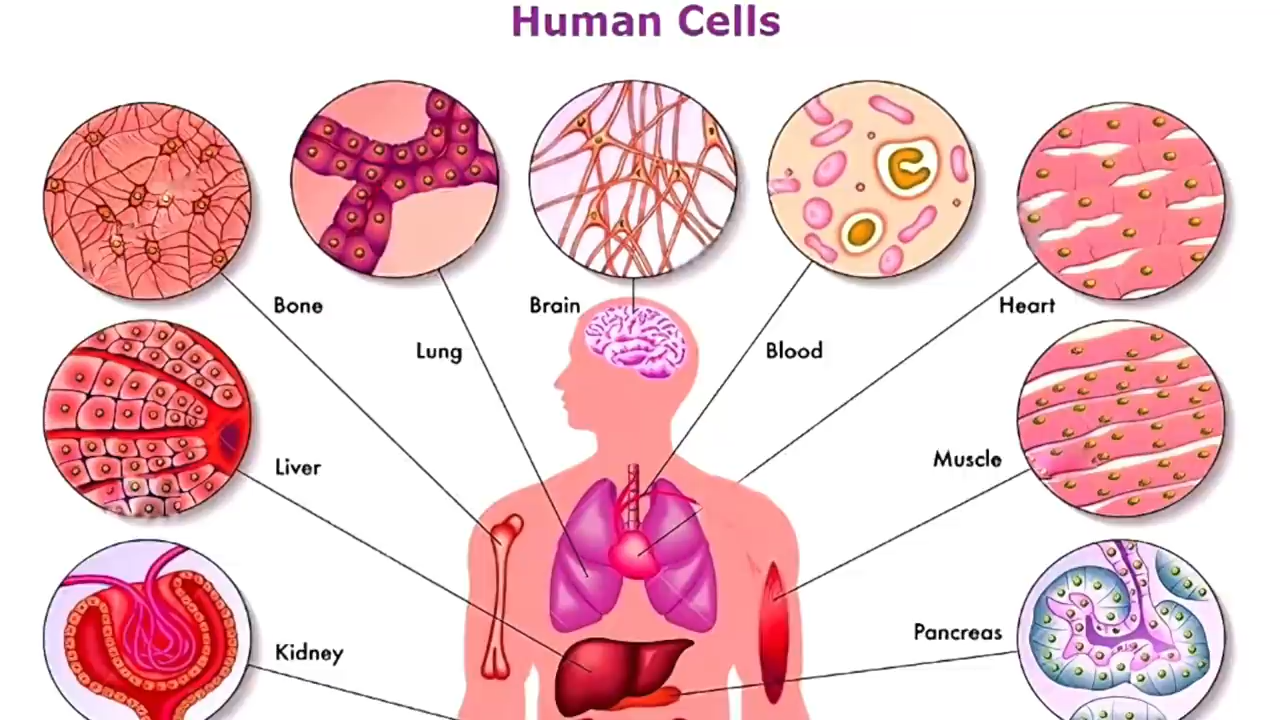 Human Cells
Bone
Brain
Heart
Lung
Blood
Liver
Muscle
Kidney
Pancreas